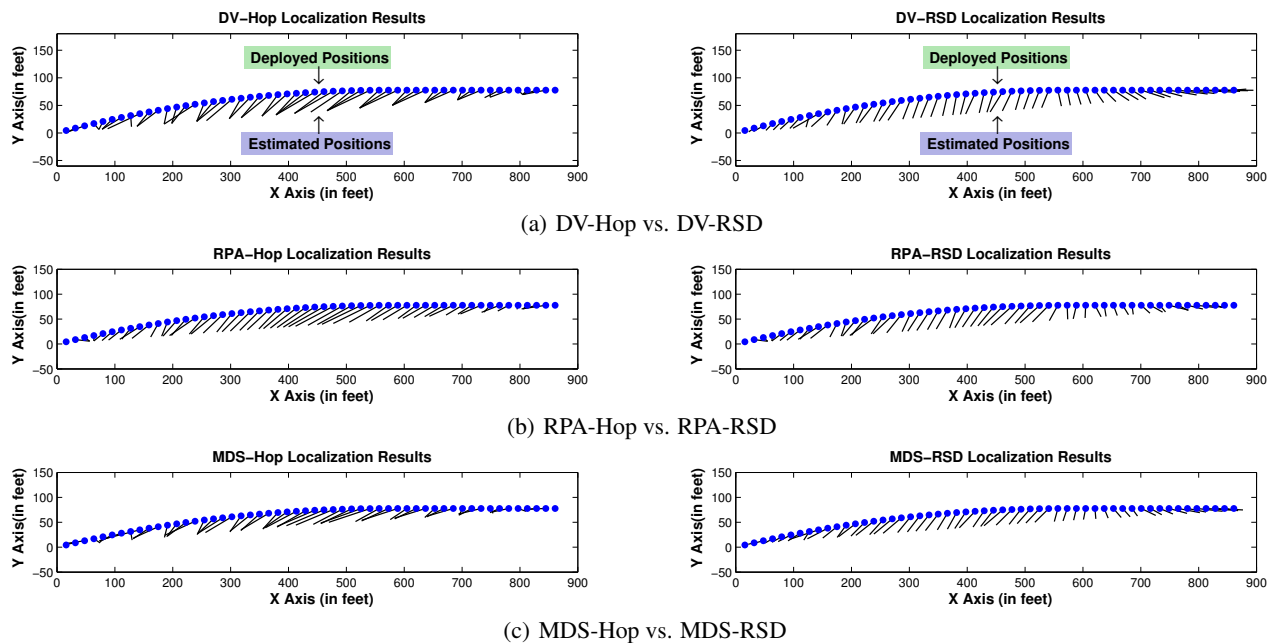 DV-Hop Localization Results
Y Axis (in feet)
150
100
50
0
-50
Deployed Positions
Estimated Positions
0 100 200 300 400 500 600 700 800 900
X Axis (in feet)
DV-RSD Localization Results
Y Axis (in feet)
150
100
50
0
-50
Deployed Positions
Estimated Positions
0 100 200 300 400 500 600 700 800 900
X Axis (in feet)
(a) DV-Hop vs. DV-RSD
RPA-Hop Localization Results
Y Axis (in feet)
150
100
50
0
-50
0 100 200 300 400 500 600 700 800 900
X Axis (in feet)
RPA-RSD Localization Results
Y Axis (in feet)
150
100
50
0
-50
0 100 200 300 400 500 600 700 800 900
X Axis (in feet)
(b) RPA-Hop vs. RPA-RSD
MDS-Hop Localization Results
Y Axis(in feet)
150
100
50
0
-50
0 100 200 300 400 500 600 700 800 900
X Axis (in feet)
MDS-RSD Localization Results
Y Axis(in feet)
150
100
50
0
-50
0 100 200 300 400 500 600 700 800 900
X Axis (in feet)
(c) MDS-Hop vs. MDS-RSD